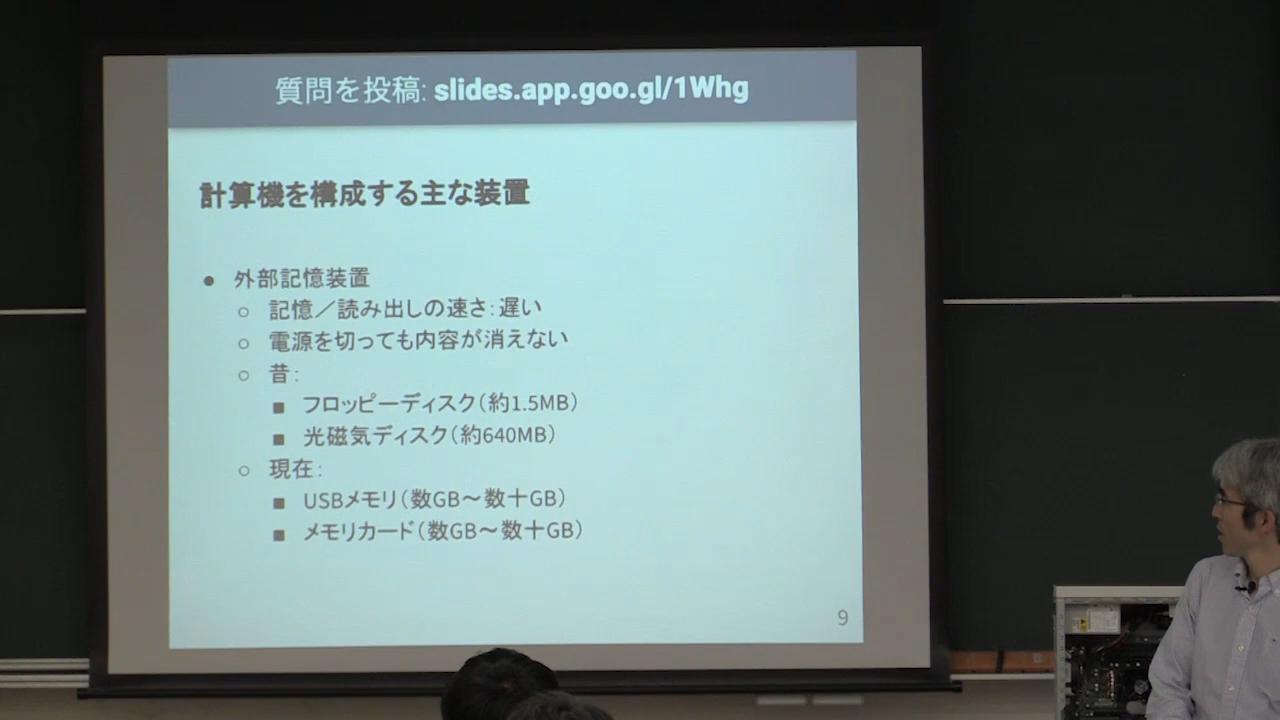 質問を投稿: slides.app.goo.gl/1Whg
計算機を構成する主な装置
● 外部記憶装置
○ 記憶／読み出しの速さ: 遅い
○ 電源を切っても内容が消えない
○ 昔:
■ フロッピーディスク（約1.5MB）
■ 光磁気ディスク（約640MB）
○ 現在:
■ USBメモリ（数GB～数十GB）
■ メモリカード（数GB～数十GB）
9